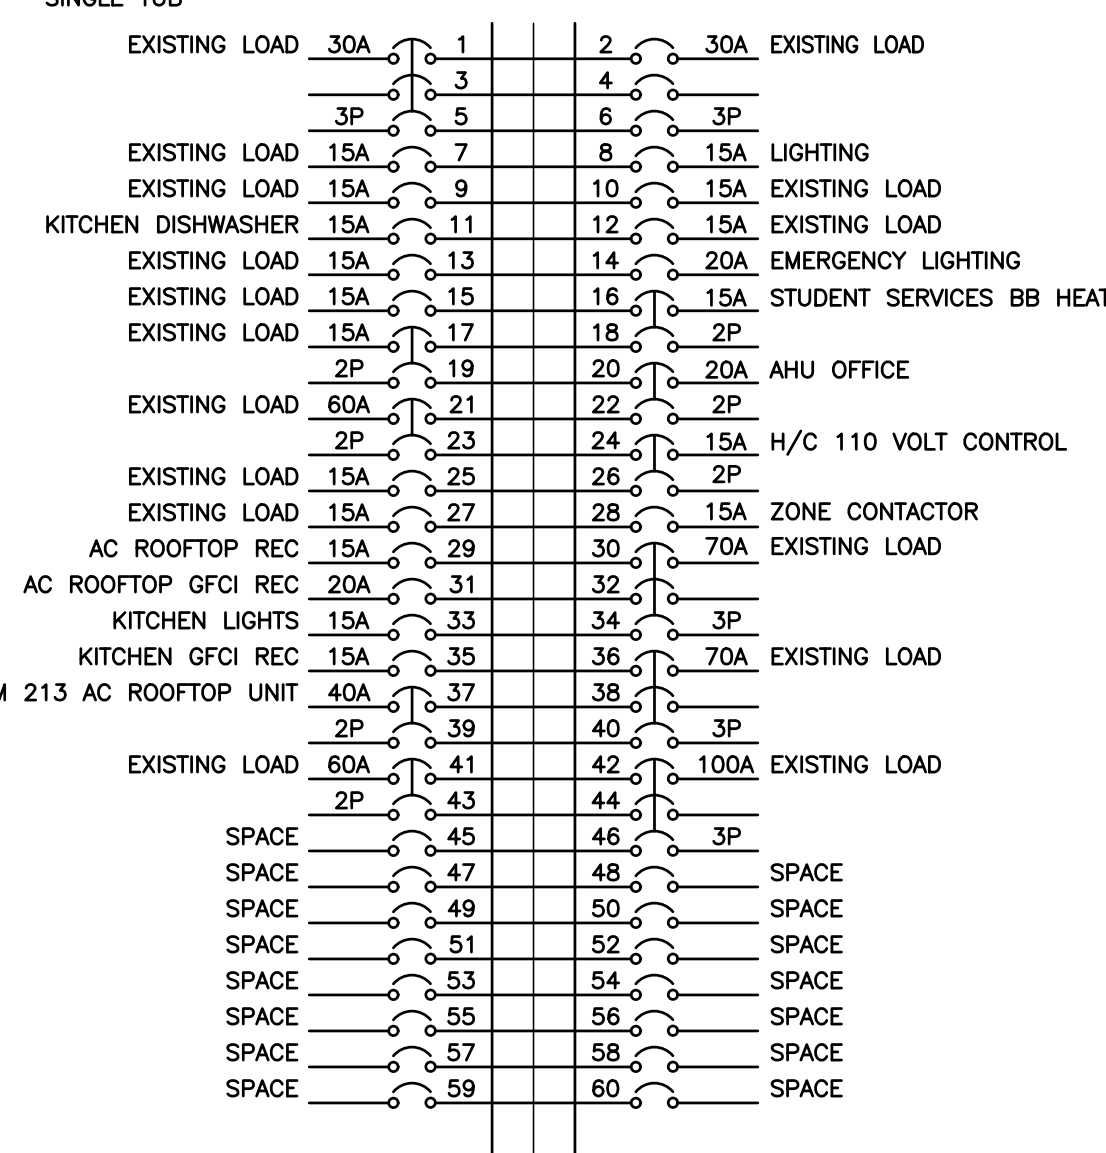 SINGLE TUB
EXISTING LOAD 30A 1 2 30A EXISTING LOAD
3 4
3P 5 6 3P
EXISTING LOAD 15A 7 8 15A LIGHTING
EXISTING LOAD 15A 9 10 15A EXISTING LOAD
KITCHEN DISHWASHER 15A 11 12 15A EXISTING LOAD
EXISTING LOAD 15A 13 14 20A EMERGENCY LIGHTING
EXISTING LOAD 15A 15 16 15A STUDENT SERVICES BB HEAT
EXISTING LOAD 15A 17 18 2P
2P 19 20 20A AHU OFFICE
EXISTING LOAD 60A 21 22 2P
2P 23 24 15A H/C 110 VOLT CONTROL
EXISTING LOAD 15A 25 26 2P
EXISTING LOAD 15A 27 28 15A ZONE CONTACTOR
AC ROOFTOP REC 15A 29 30 70A EXISTING LOAD
AC ROOFTOP GFCI REC 20A 31 32
KITCHEN LIGHTS 15A 33 34 3P
KITCHEN GFCI REC 15A 35 36 70A EXISTING LOAD
M 213 AC ROOFTOP UNIT 40A 37 38
2P 39 40 3P
EXISTING LOAD 60A 41 42 100A EXISTING LOAD
2P 43 44
SPACE 45 46 3P
SPACE 47 48 SPACE
SPACE 49 50 SPACE
SPACE 51 52 SPACE
SPACE 53 54 SPACE
SPACE 55 56 SPACE
SPACE 57 58 SPACE
SPACE 59 60 SPACE